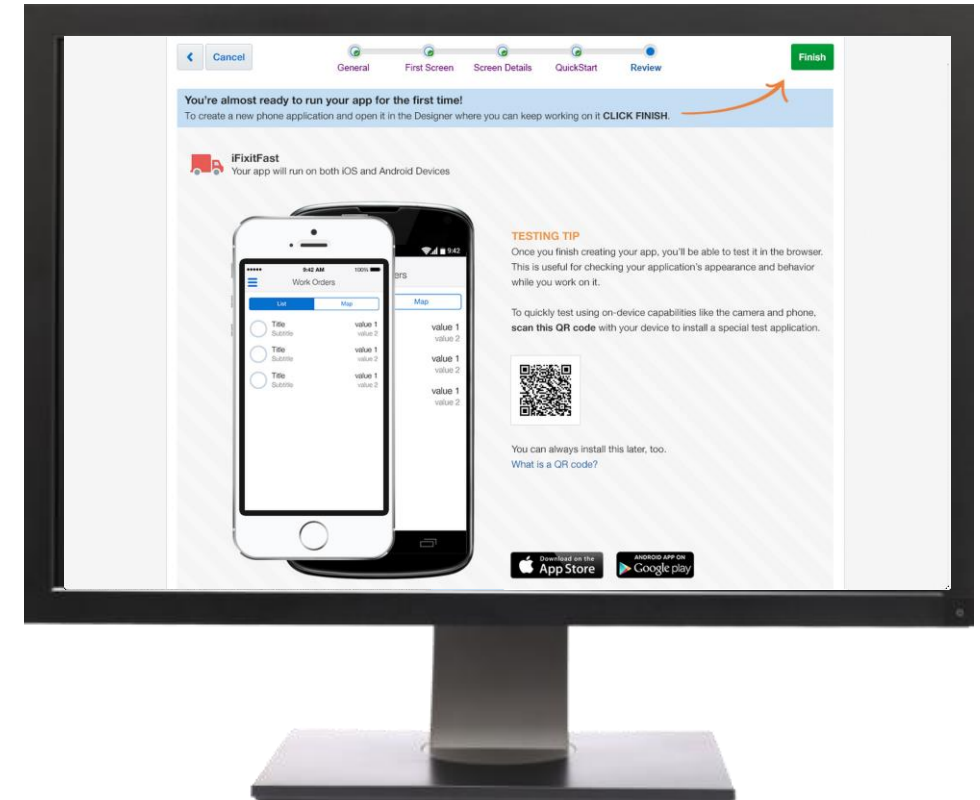 Cancel
General
First Screen
Screen Details
QuickStart
Review
Finish
You're almost ready to run your app for the first time!
To create a new phone application and open it in the Designer where you can keep working on it CLICK FINISH.
iFixitFast
Your app will run on both iOS and Android Devices
9:42 AM
100%
Work Orders
List
Map
Title
value 1
Subtitle
value 2
Title
value 1
Subtitle
value 2
Title
value 1
Subtitle
value 2
9:42
ers
Map
value 1
value 2
value 1
value 2
value 1
value 2
TESTING TIP
Once you finish creating your app, you'll be able to test it in the browser.
This is useful for checking your application's appearance and behavior
while you work on it.
To quickly test using on-device capabilities like the camera and phone,
scan this QR code with your device to install a special test application.
You can always install this later, too.
What is a QR code?
Download on the
App Store
ANDROID APP ON
Google play